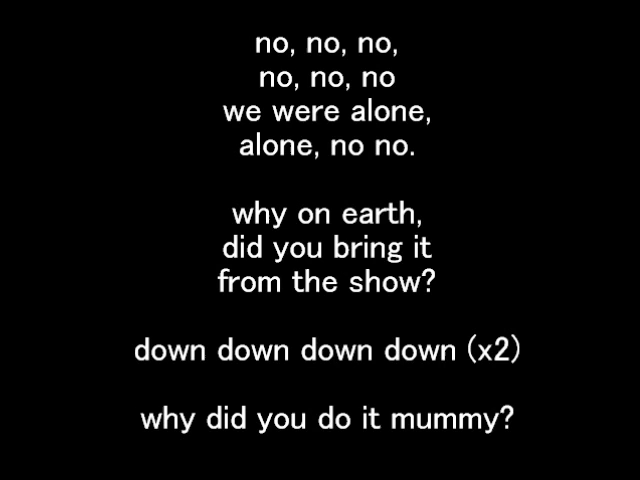 no, no, no,
no, no, no
we were alone,
alone, no no.
why on earth,
did you bring it
from the show?
down down down down (x2)
why did you do it mummy?